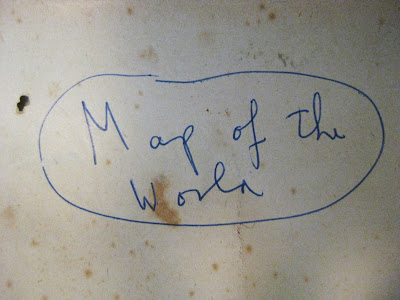 Map of the
World